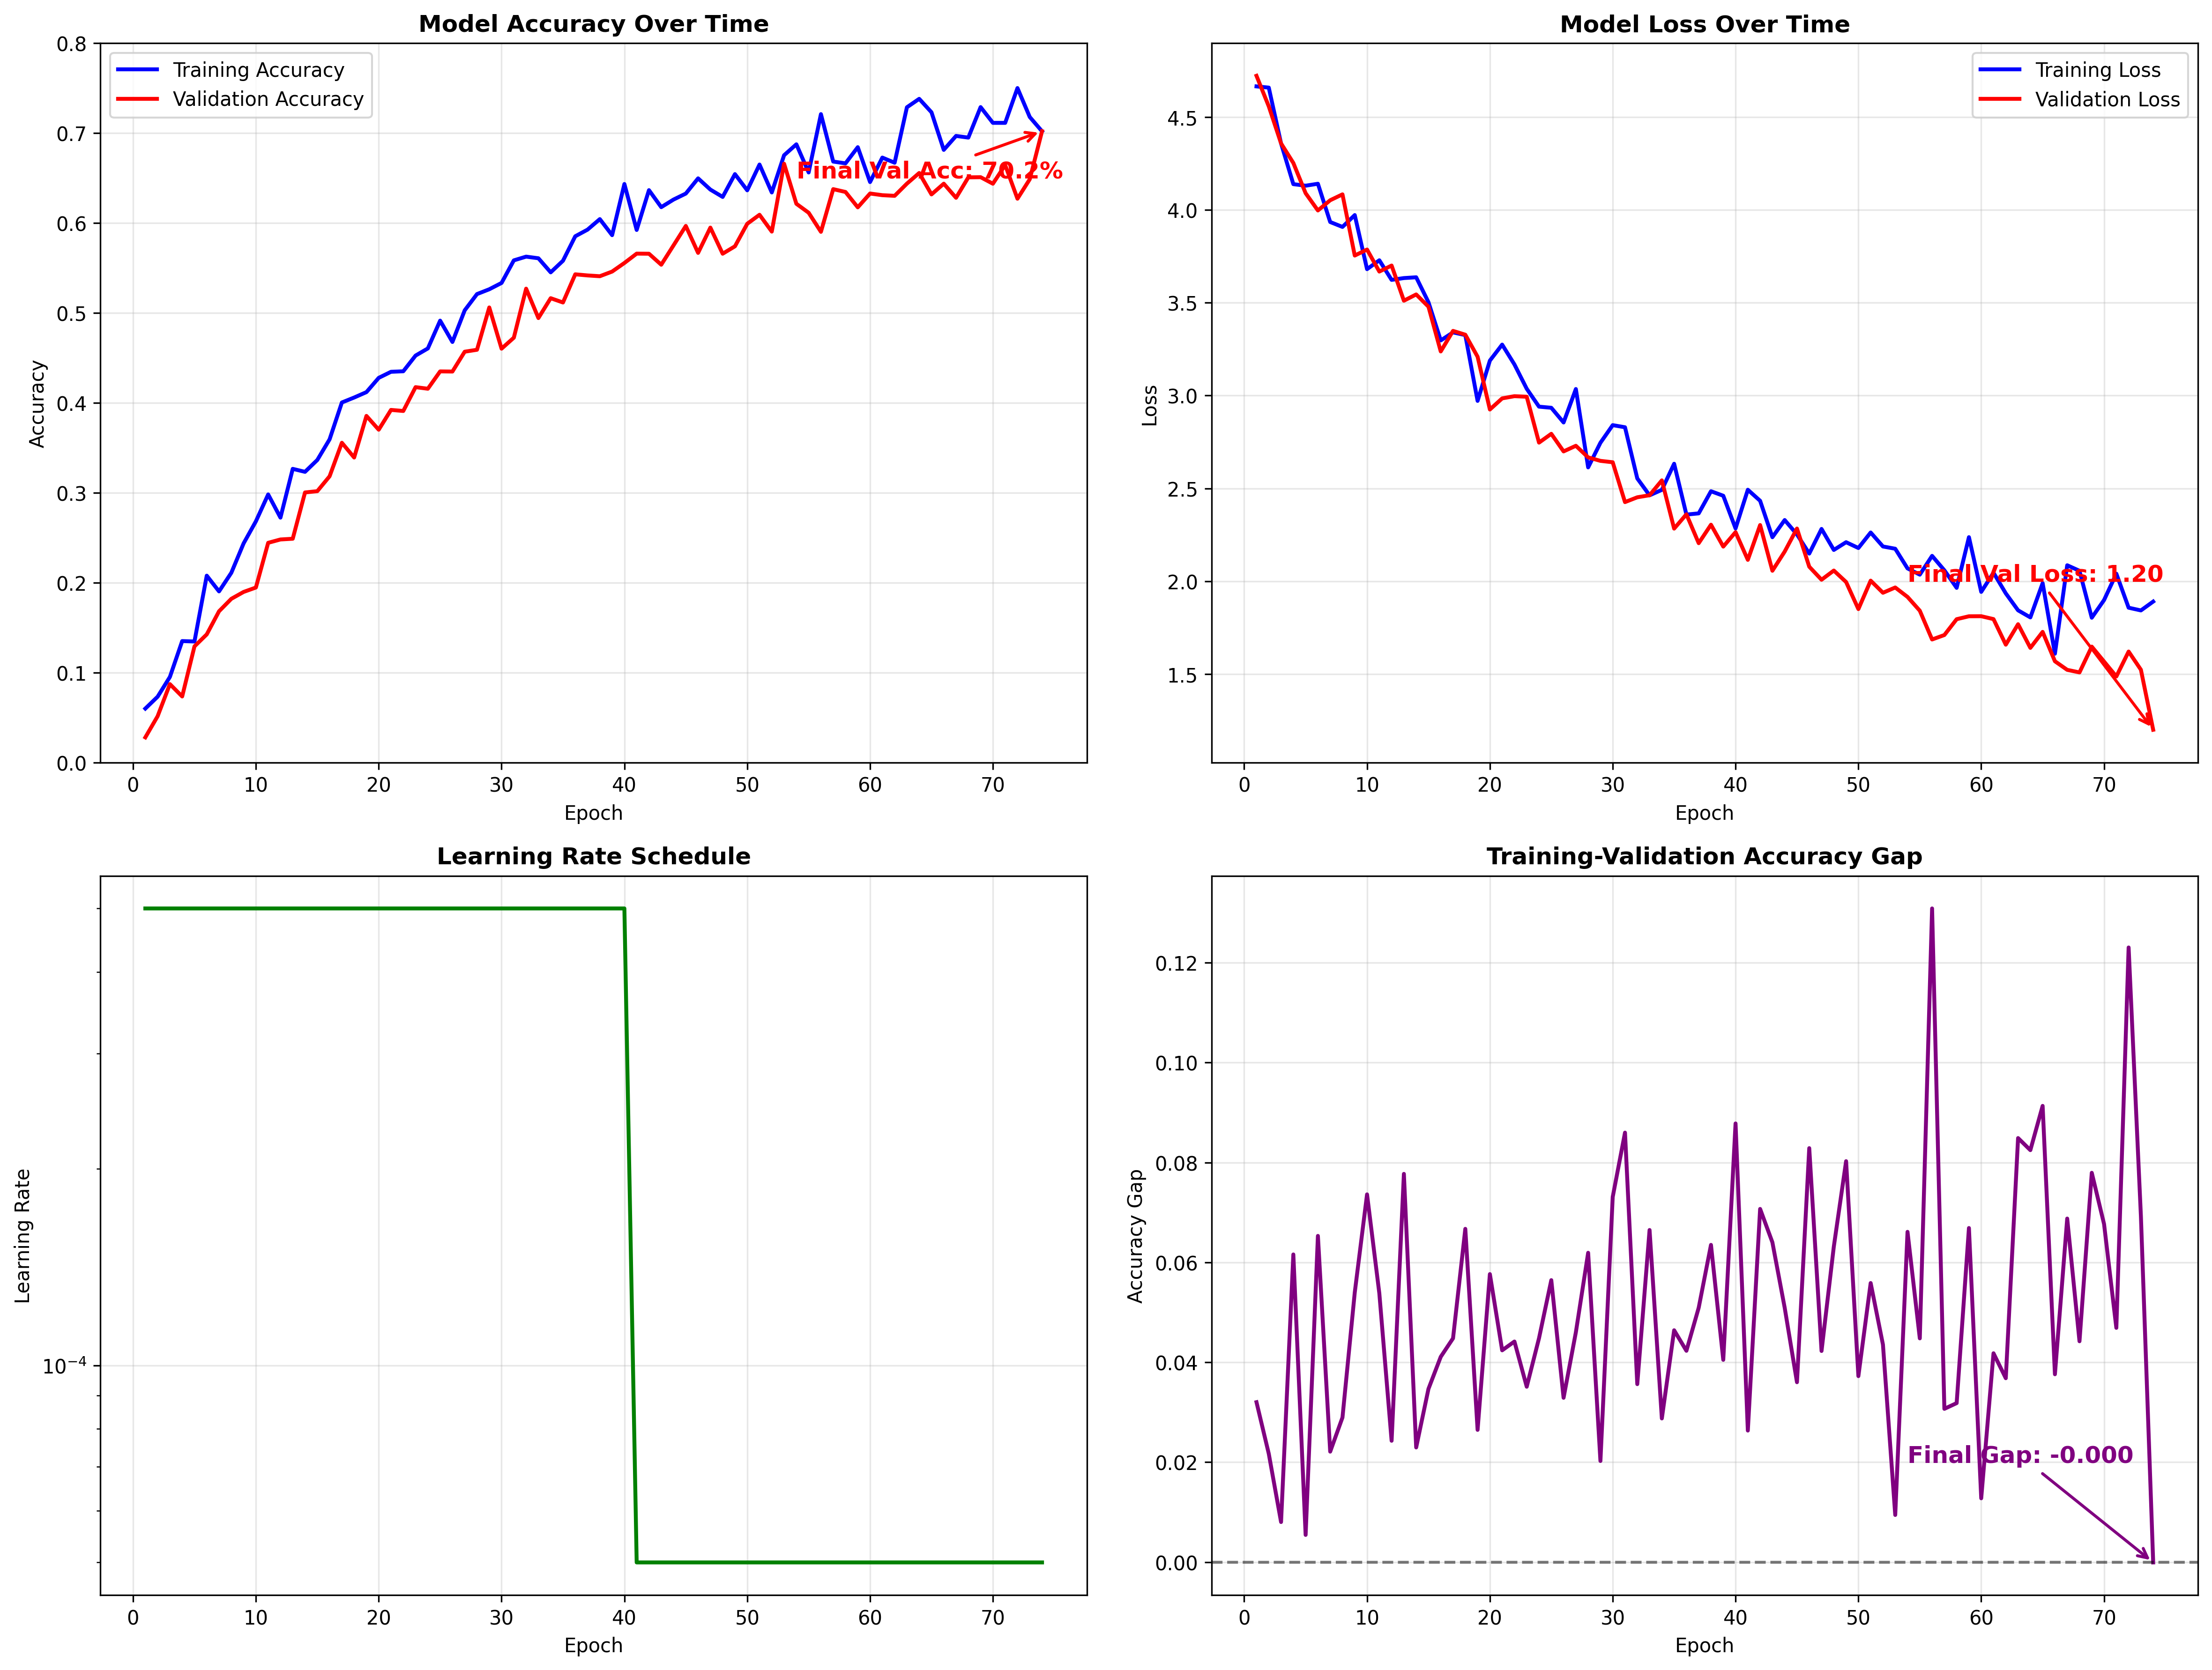 Model Accuracy Over Time
Training Accuracy
Validation Accuracy
Final Val Acc: 70.2%
Accuracy
0.8
0.7
0.6
0.5
0.4
0.3
0.2
0.1
0.0
0 10 20 30 40 50 60 70
Epoch
Model Loss Over Time
Training Loss
Validation Loss
Final Val Loss: 1.20
Loss
4.5
4.0
3.5
3.0
2.5
2.0
1.5
0 10 20 30 40 50 60 70
Epoch
Learning Rate Schedule
Learning Rate
10⁻⁴
0 10 20 30 40 50 60 70
Epoch
Training-Validation Accuracy Gap
Final Gap: -0.000
Accuracy Gap
0.12
0.10
0.08
0.06
0.04
0.02
0.00
0 10 20 30 40 50 60 70
Epoch